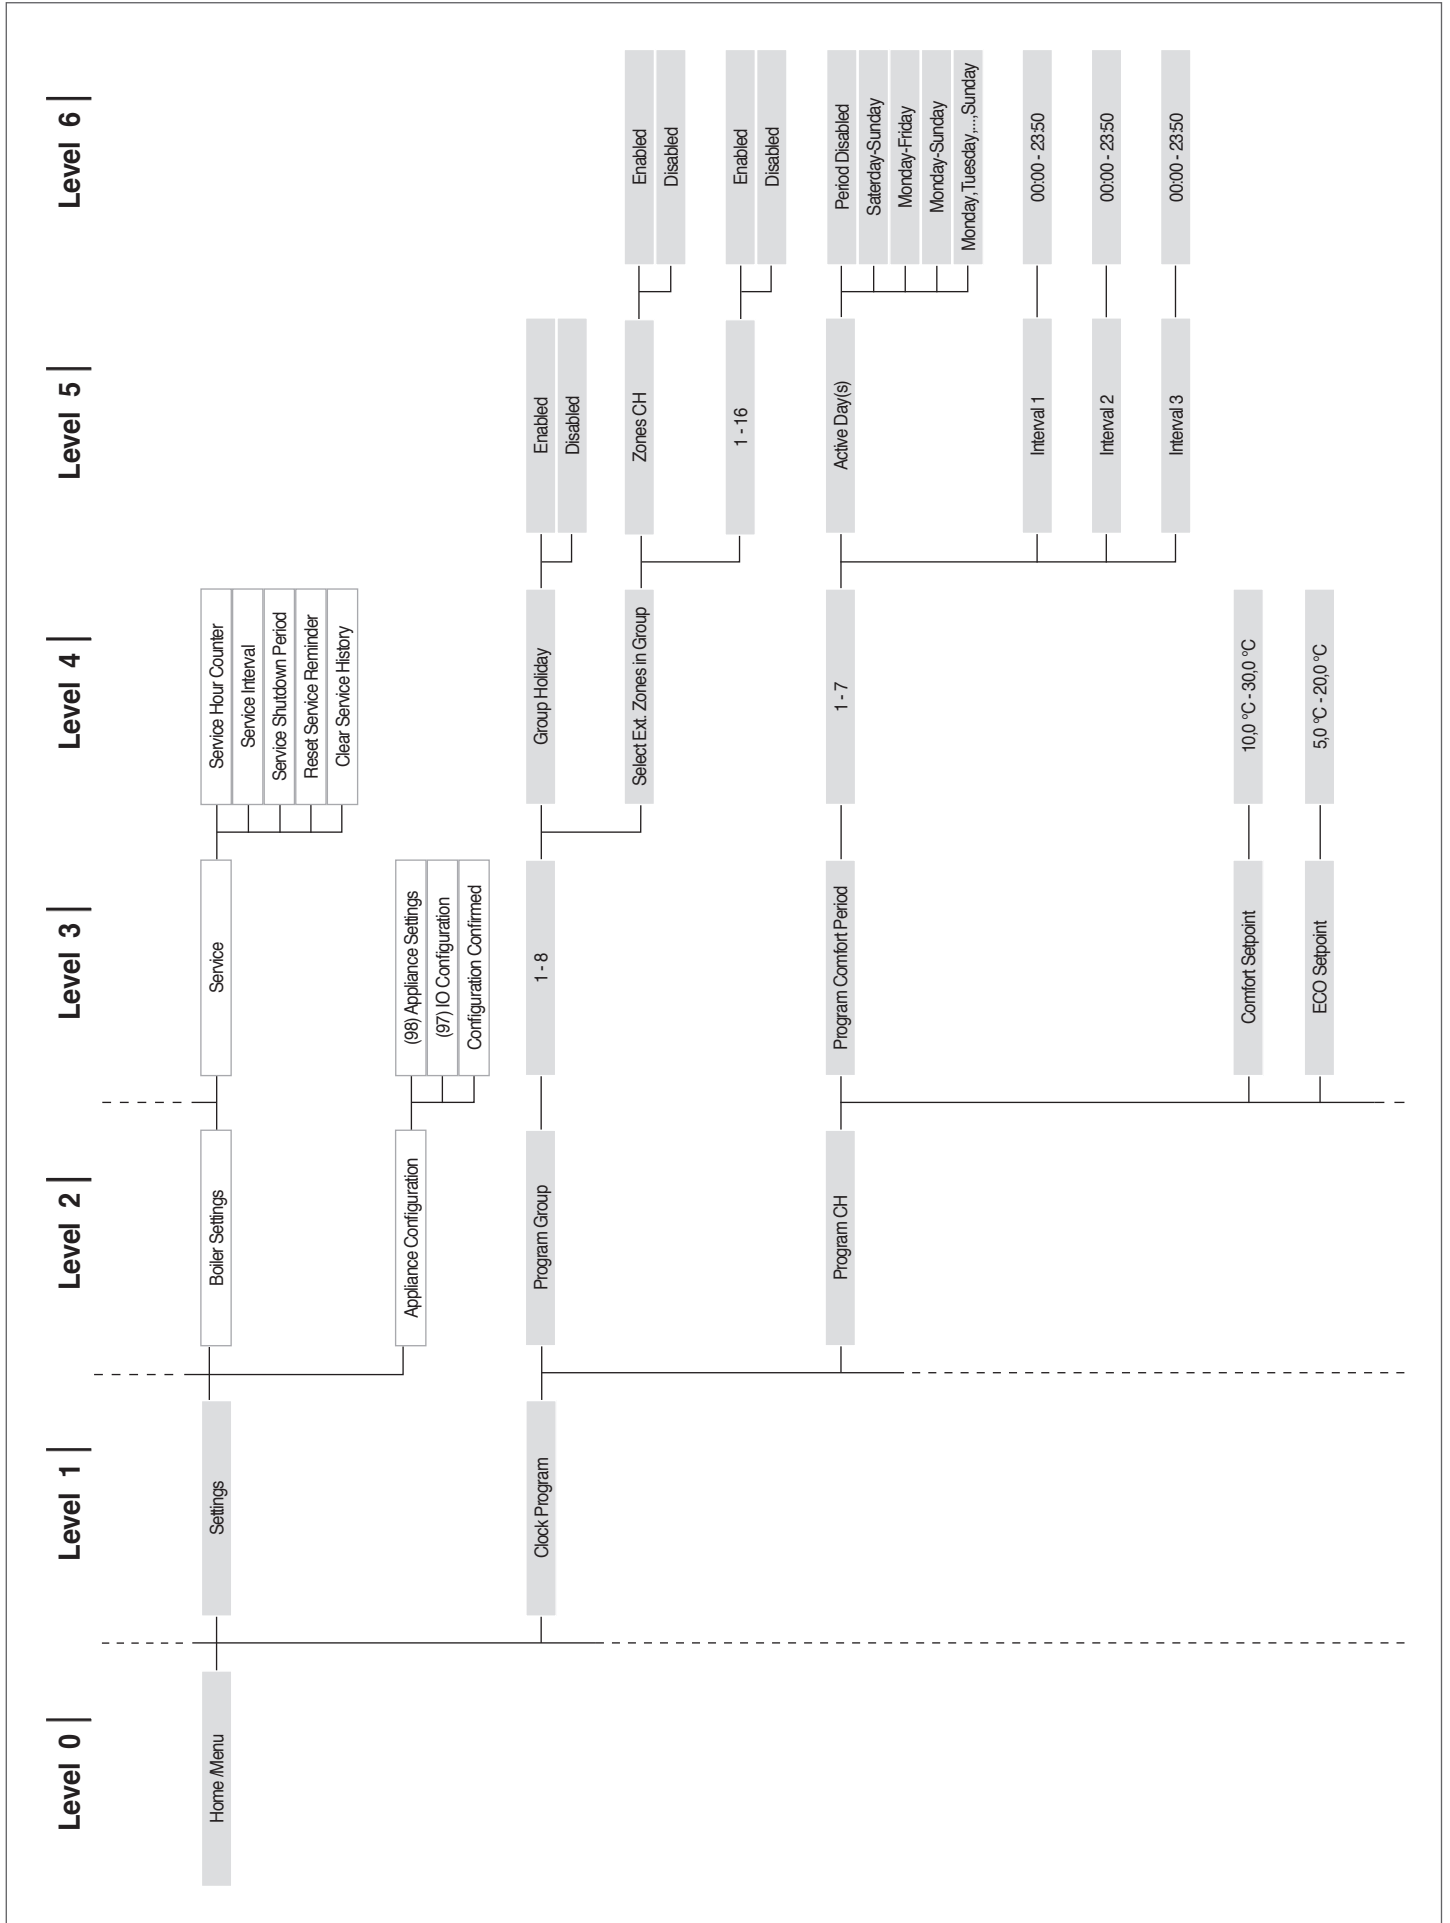 Level 0
Level 1
Level 2
Level 3
Level 4
Level 5
Level 6
Home /Menu
Settings
Boiler Settings
Service
Service Hour Counter
Service Interval
Service Shutdown Period
Reset Service Reminder
Clear Service History
Appliance Configuration
(98) Appliance Settings
(97) IO Configuration
Configuration Confirmed
Clock Program
Program Group
1 - 8
Group Holiday
Enabled
Disabled
Select Ext. Zones in Group
Zones CH
Enabled
Disabled
1 - 16
Enabled
Disabled
Program CH
Program Comfort Period
1 - 7
Active Day(s)
Period Disabled
Saterday-Sunday
Monday-Friday
Monday-Sunday
Monday,Tuesday,...,Sunday
Interval 1
00:00 - 23:50
Interval 2
00:00 - 23:50
Interval 3
00:00 - 23:50
Comfort Setpoint
10,0 °C - 30,0 °C
ECO Setpoint
5,0 °C - 20,0 °C